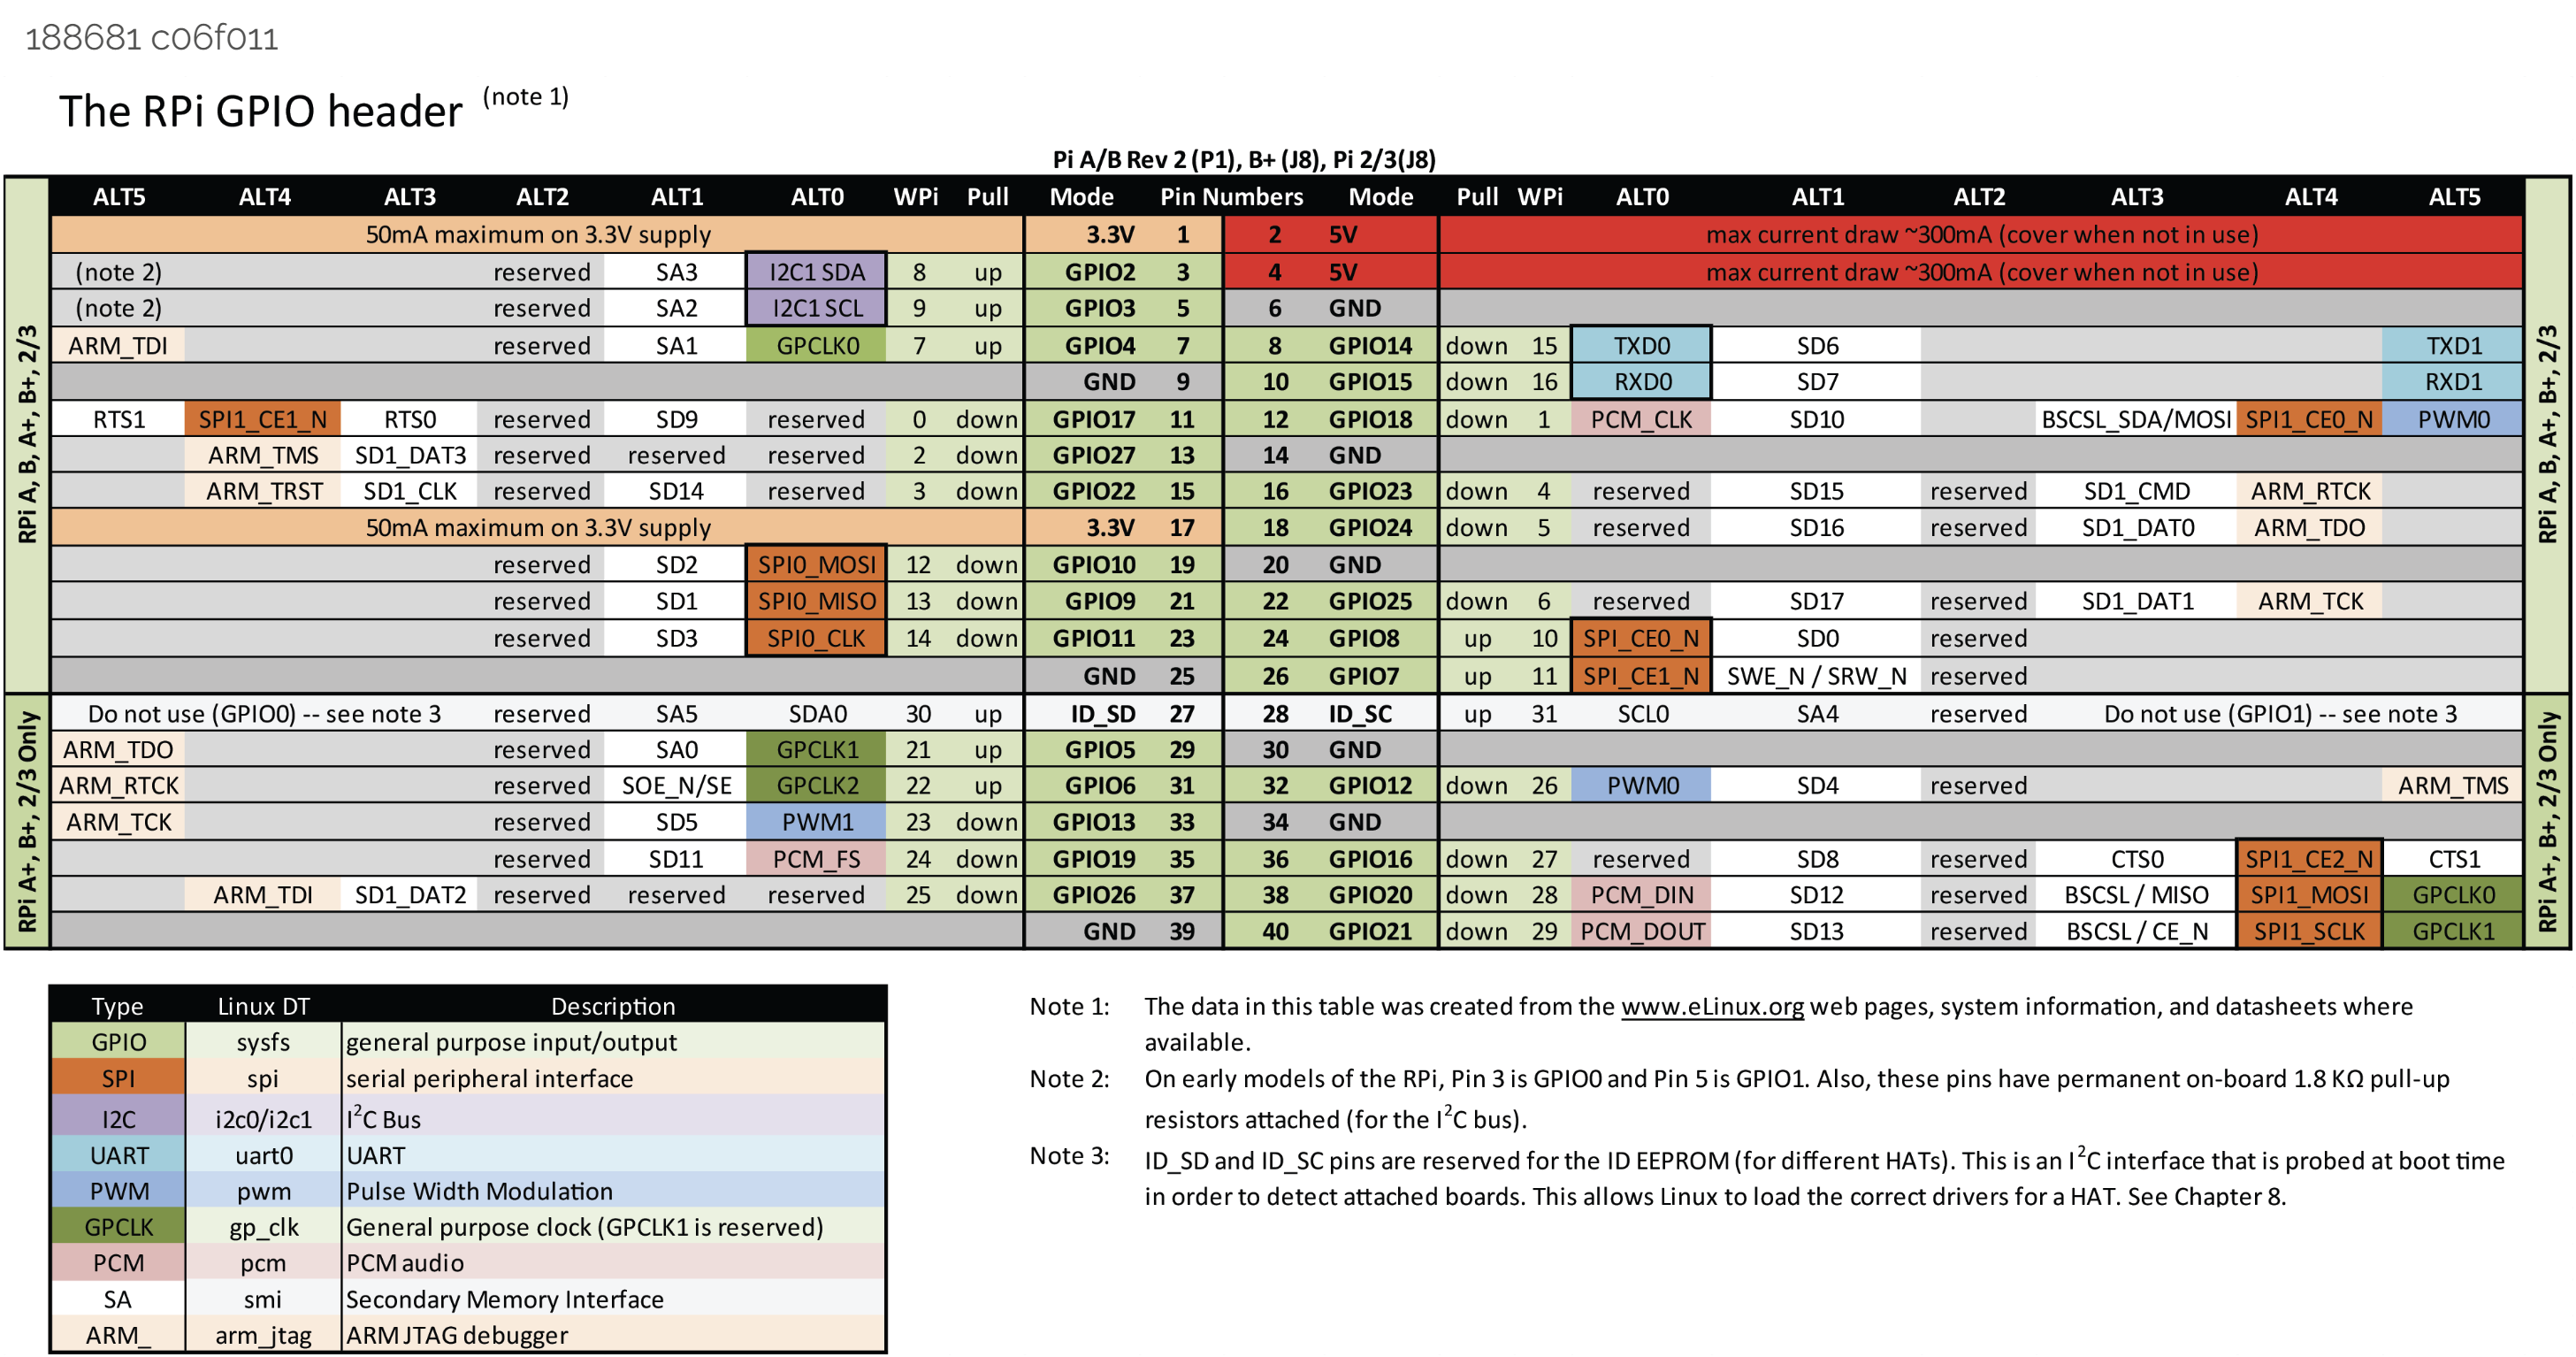 188681 c06f011
The RPi GPIO header (note 1)
Pi A/B Rev 2 (P1), B+ (J8), Pi 2/3(J8)
ALT5 ALT4 ALT3 ALT2 ALT1 ALT0 WPi Pull Mode Pin Numbers Mode Pull WPi ALT0 ALT1 ALT2 ALT3 ALT4 ALT5
50mA maximum on 3.3V supply 3.3V 1 2 5V max current draw ~300mA (cover when not in use)
(note 2) reserved SA3 I2C1 SDA 8 up GPIO2 3 4 5V max current draw ~300mA (cover when not in use)
(note 2) reserved SA2 I2C1 SCL 9 up GPIO3 5 6 GND
ARM_TDI reserved SA1 GPCLK0 7 up GPIO4 7 8 GPIO14 down 15 TXD0 SD6 TXD1
GND 9 10 GPIO15 down 16 RXD0 SD7 RXD1
RTS1 SPI1_CE1_N RTS0 reserved SD9 reserved 0 down GPIO17 11 12 GPIO18 down 1 PCM_CLK SD10 BSCSL_SDA/MOSI SPI1_CE0_N PWM0
ARM_TMS SD1_DAT3 reserved reserved reserved 2 down GPIO27 13 14 GND
ARM_TRST SD1_CLK reserved SD14 reserved 3 down GPIO22 15 16 GPIO23 down 4 reserved SD15 reserved SD1_CMD ARM_RTCK
50mA maximum on 3.3V supply 3.3V 17 18 GPIO24 down 5 reserved SD16 reserved SD1_DAT0 ARM_TDO
reserved SD2 SPI0_MOSI 12 down GPIO10 19 20 GND
reserved SD1 SPI0_MISO 13 down GPIO9 21 22 GPIO25 down 6 reserved SD17 reserved SD1_DAT1 ARM_TCK
reserved SD3 SPI0_CLK 14 down GPIO11 23 24 GPIO8 up 10 SPI_CE0_N SD0 reserved
GND 25 26 GPIO7 up 11 SPI_CE1_N SWE_N / SRW_N reserved
RPi A, B, A+, B+, 2/3
RPi A, B, A+, B+, 2/3
Do not use (GPIO0) -- see note 3 reserved SA5 SDA0 30 up ID_SD 27 28 ID_SC up 31 SCL0 SA4 reserved Do not use (GPIO1) -- see note 3
ARM_TDO reserved SA0 GPCLK1 21 up GPIO5 29 30 GND
ARM_RTCK reserved SOE_N/SE GPCLK2 22 up GPIO6 31 32 GPIO12 down 26 PWM0 SD4 reserved ARM_TMS
ARM_TCK reserved SD5 PWM1 23 down GPIO13 33 34 GND
reserved SD11 PCM_FS 24 down GPIO19 35 36 GPIO16 down 27 reserved SD8 reserved CTS0 SPI1_CE2_N CTS1
ARM_TDI SD1_DAT2 reserved reserved reserved 25 down GPIO26 37 38 GPIO20 down 28 PCM_DIN SD12 reserved BSCSL / MISO SPI1_MOSI GPCLK0
GND 39 40 GPIO21 down 29 PCM_DOUT SD13 reserved BSCSL / CE_N SPI1_SCLK GPCLK1
RPi A+, B+, 2/3 Only
RPi A+, B+, 2/3 Only
Type Linux DT Description
GPIO sysfs general purpose input/output
SPI spi serial peripheral interface
I2C i2c0/i2c1 I²C Bus
UART uart0 UART
PWM pwm Pulse Width Modulation
GPCLK gp_clk General purpose clock (GPCLK1 is reserved)
PCM pcm PCM audio
SA smi Secondary Memory Interface
ARM_ arm_jtag ARM JTAG debugger
Note 1: The data in this table was created from the www.eLinux.org web pages, system information, and datasheets where
available.
Note 2: On early models of the RPi, Pin 3 is GPIO0 and Pin 5 is GPIO1. Also, these pins have permanent on-board 1.8 KΩ pull-up
resistors attached (for the I²C bus).
Note 3: ID_SD and ID_SC pins are reserved for the ID EEPROM (for different HATs). This is an I²C interface that is probed at boot time
in order to detect attached boards. This allows Linux to load the correct drivers for a HAT. See Chapter 8.